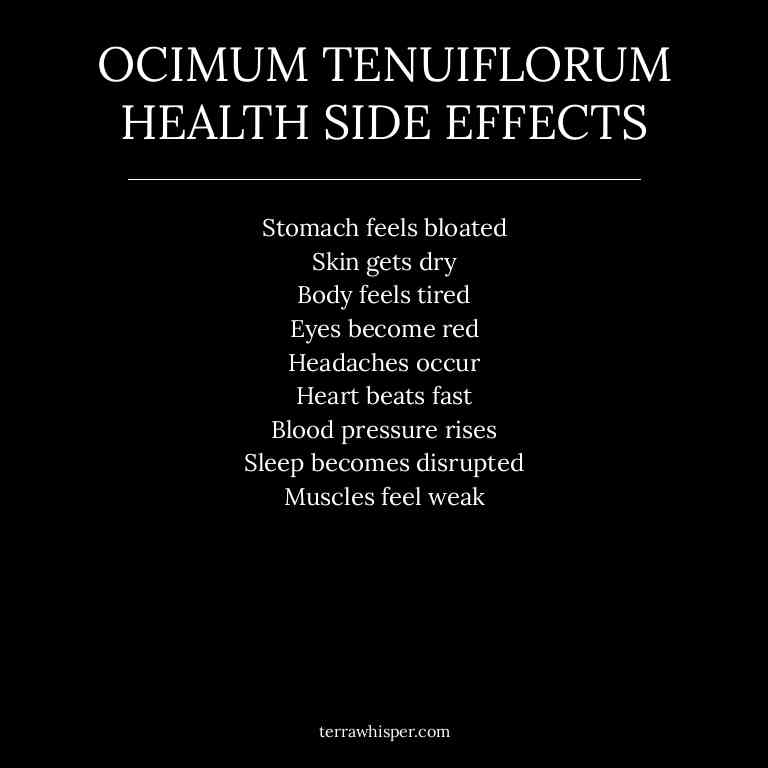 OCIMUM TENUIFLORUM
HEALTH SIDE EFFECTS
Stomach feels bloated
Skin gets dry
Body feels tired
Eyes become red
Headaches occur
Heart beats fast
Blood pressure rises
Sleep becomes disrupted
Muscles feel weak
terrawhisper.com